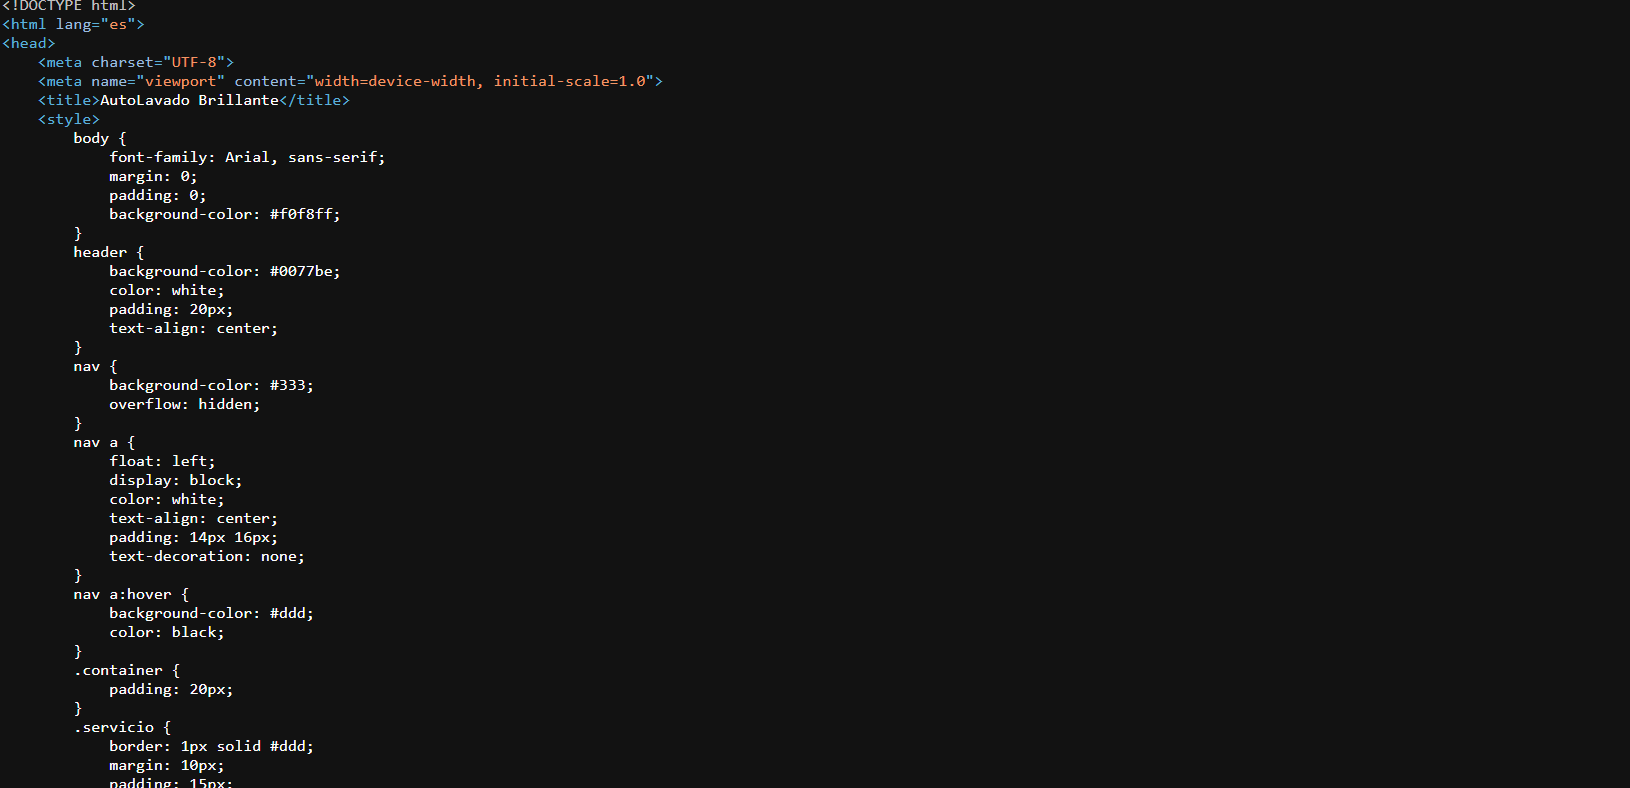 <!DOCTYPE html>
<html lang="es">
<head>
    <meta charset="UTF-8">
    <meta name="viewport" content="width=device-width, initial-scale=1.0">
    <title>AutoLavado Brillante</title>
    <style>
        body {
            font-family: Arial, sans-serif;
            margin: 0;
            padding: 0;
            background-color: #f0f8ff;
        }
        header {
            background-color: #0077be;
            color: white;
            padding: 20px;
            text-align: center;
        }
        nav {
            background-color: #333;
            overflow: hidden;
        }
        nav a {
            float: left;
            display: block;
            color: white;
            text-align: center;
            padding: 14px 16px;
            text-decoration: none;
        }
        nav a:hover {
            background-color: #ddd;
            color: black;
        }
        .container {
            padding: 20px;
        }
        .servicio {
            border: 1px solid #ddd;
            margin: 10px;
            padding: 15px;